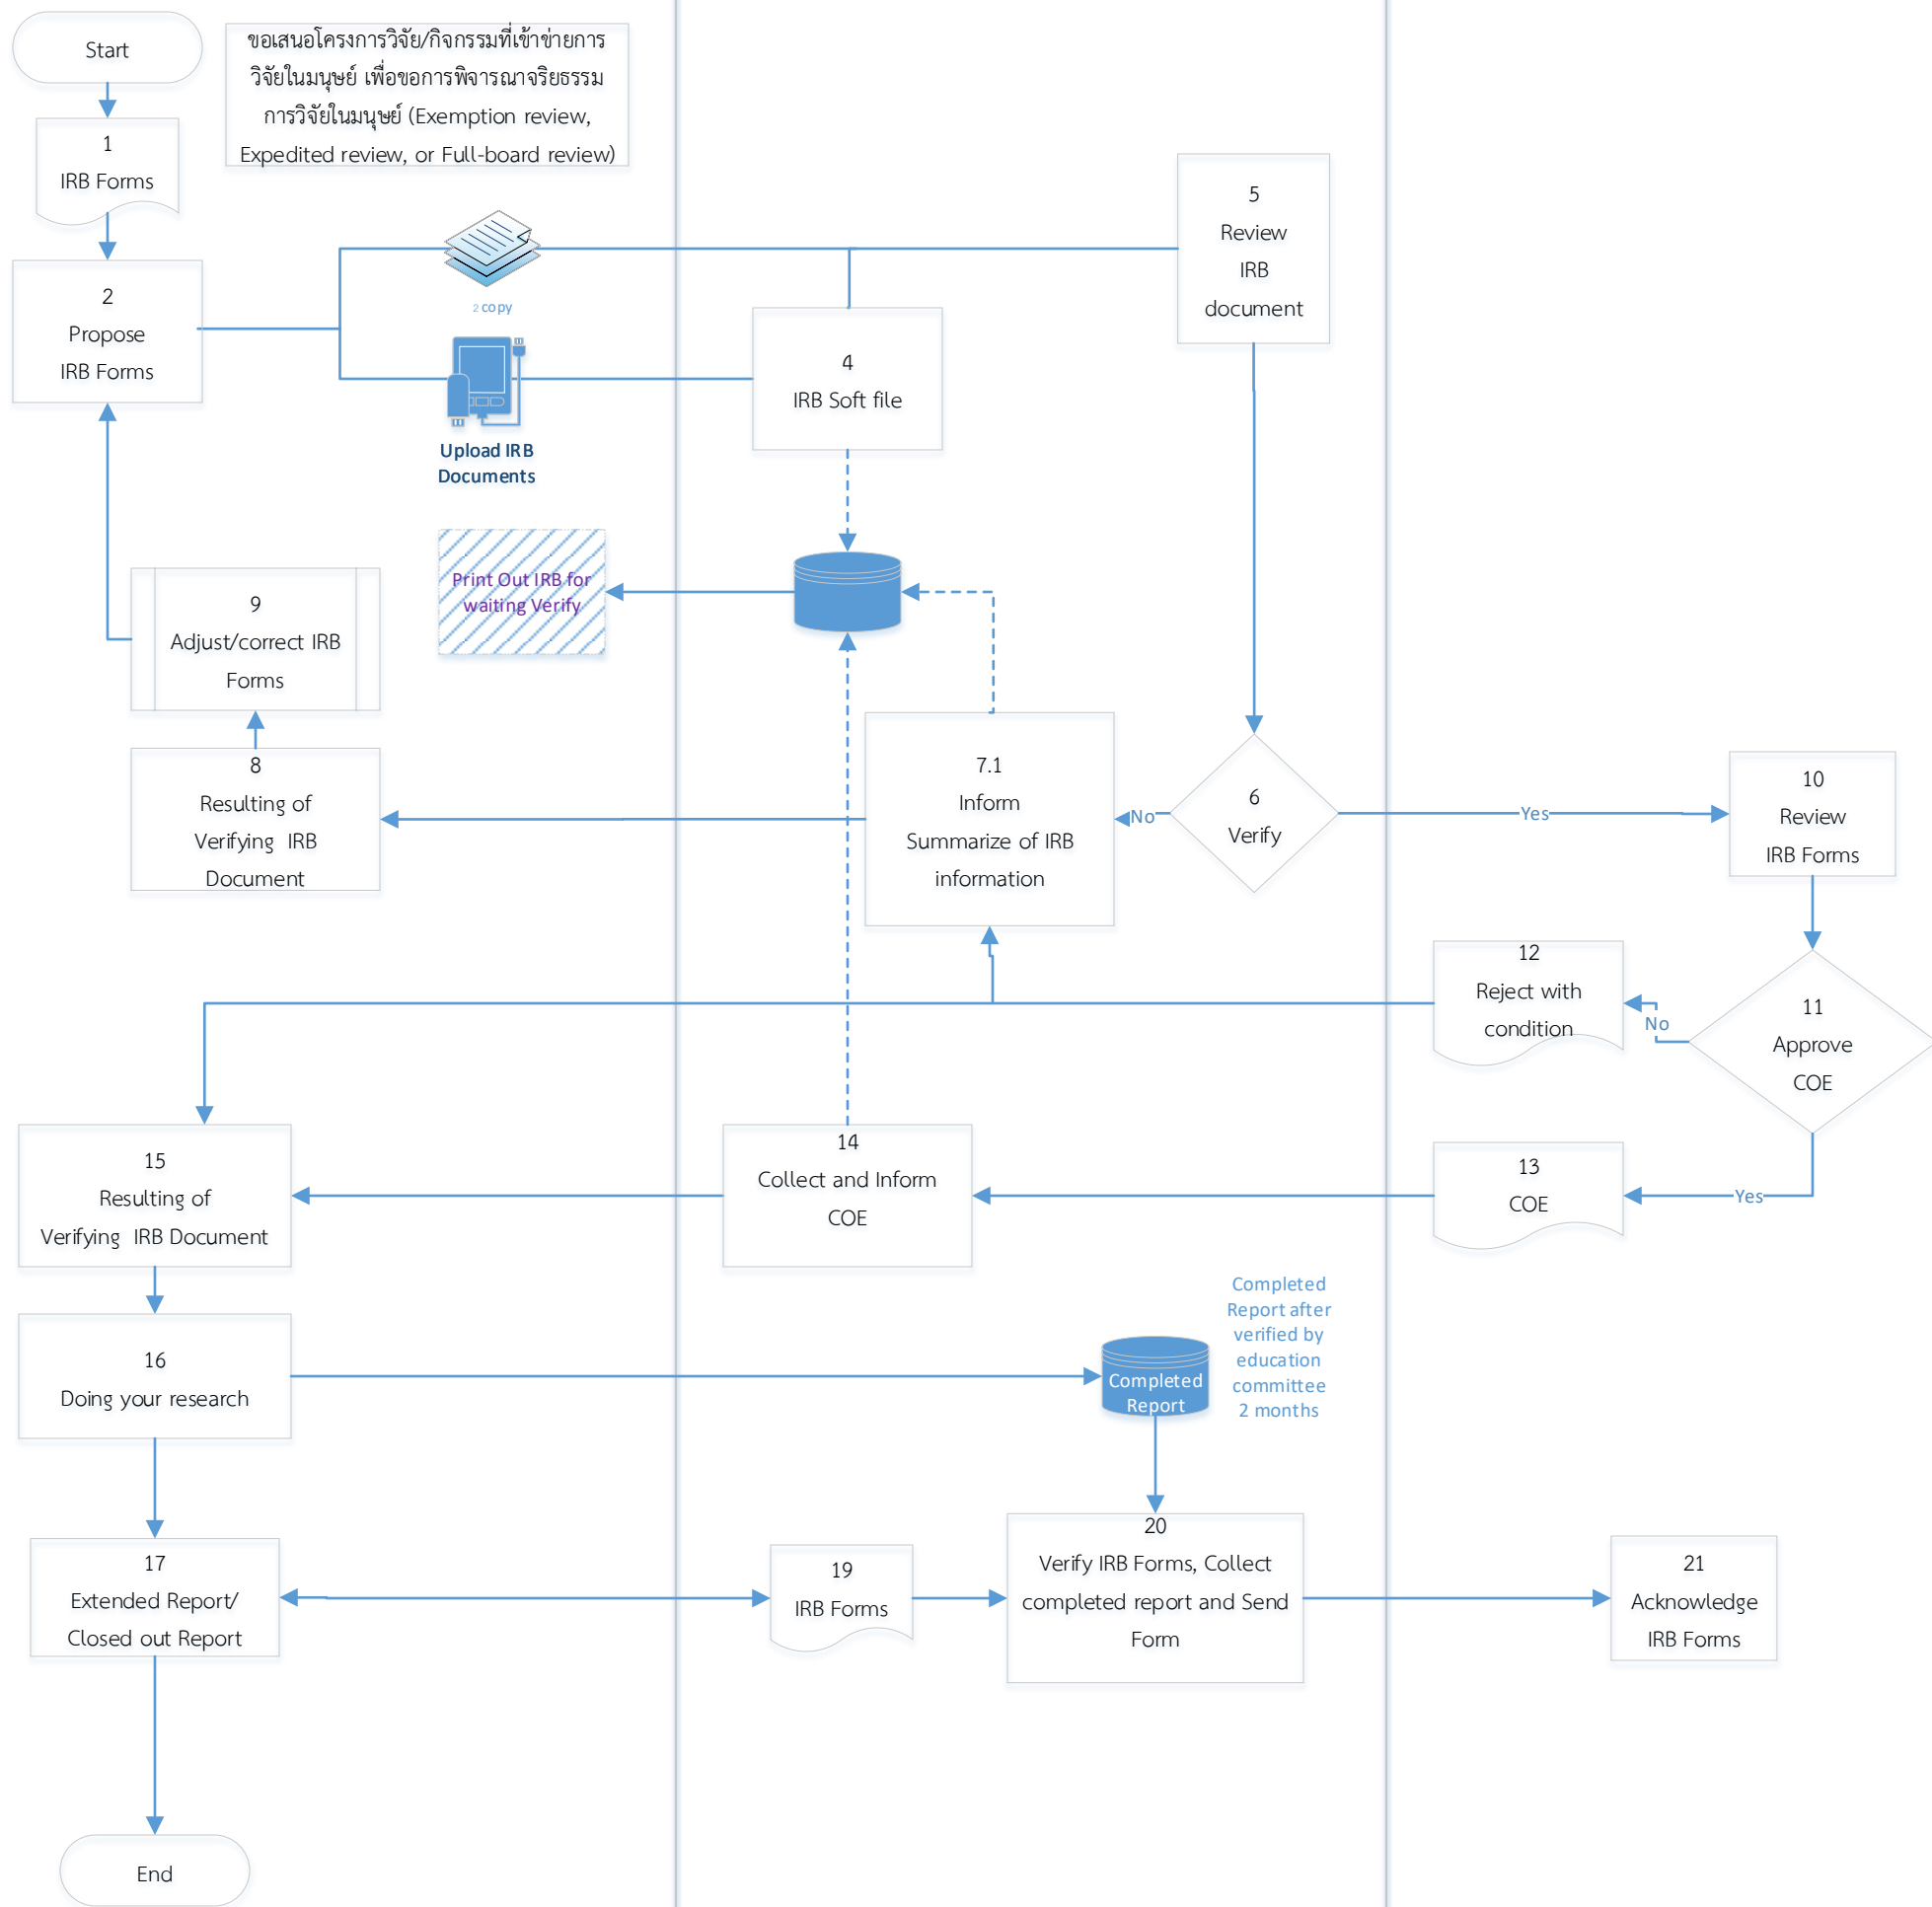 Start
ขอเสนอโครงการวิจัย/กิจกรรมที่เข้าข่ายการ
วิจัยในมนุษย์ เพื่อขอการพิจารณาจริยธรรม
การวิจัยในมนุษย์ (Exemption review,
Expedited review, or Full-board review)
1
IRB Forms
2
Propose
IRB Forms
2 copy
Upload IRB
Documents
4
IRB Soft file
5
Review
IRB
document
Print Out IRB for
waiting Verify
9
Adjust/correct IRB
Forms
8
Resulting of
Verifying IRB
Document
7.1
Inform
Summarize of IRB
information
No
6
Verify
Yes
10
Review
IRB Forms
12
Reject with
condition
No
11
Approve
COE
15
Resulting of
Verifying IRB Document
14
Collect and Inform
COE
13
COE
Yes
16
Doing your research
Completed
Report
Completed
Report after
verified by
education
committee
2 months
17
Extended Report/
Closed out Report
19
IRB Forms
20
Verify IRB Forms, Collect
completed report and Send
Form
21
Acknowledge
IRB Forms
End